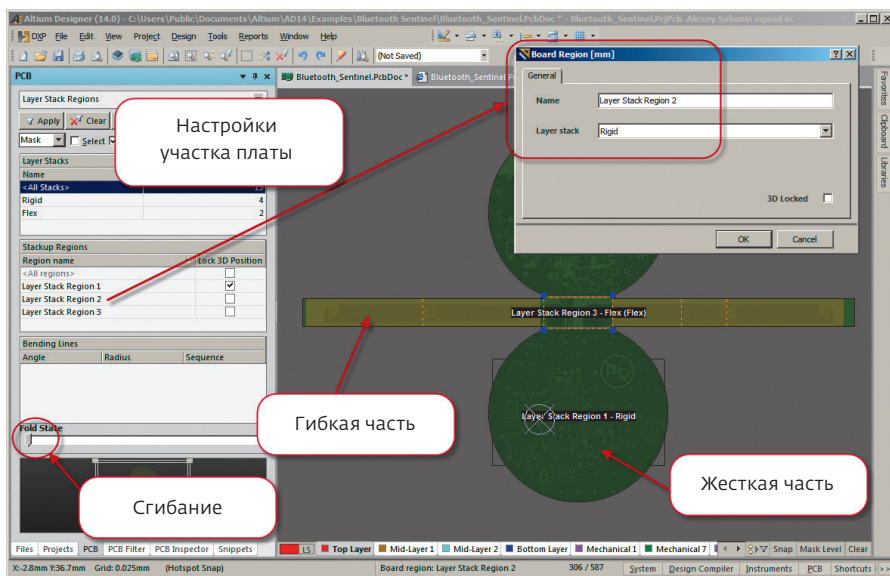 Altium Designer (14.0) - C:\Users\Public\Documents\Altium\AD14\Examples\Bluetooth Sentinel\Bluetooth_Sentinel.PcbDoc * - Bluetooth_Sentinel.PrjPcb. Alexey Sabunin signed in.
DXP File Edit View Project Design Tools Reports Window Help
(Not Saved)
PCB
Bluetooth_Sentinel.PcbDoc *
Layer Stack Regions
Apply Clear
Mask Select
Layer Stacks
Name
<All Stacks>
Rigid 4
Flex 2
Stackup Regions
Region name Lock 3D Position
<All regions>
Layer Stack Region 1
Layer Stack Region 2
Layer Stack Region 3
Bending Lines
Angle Radius Sequence
Fold State
Files Projects PCB PCB Filter PCB Inspector Snippets
Настройки
участка платы
Board Region [mm]
General
Name Layer Stack Region 2
Layer stack Rigid
3D Locked
OK Cancel
Layer Stack Region 3 - Flex (Flex)
Layer Stack Region 1 - Rigid
Гибкая часть
Жесткая часть
Сгибание
Favorites
Clipboard
Libraries
LS Top Layer Mid-Layer 1 Mid-Layer 2 Bottom Layer Mechanical 1 Mechanical 7 Snap Mask Level Clear
X:-2.8mm Y:36.7mm Grid: 0.025mm (Hotspot Snap) Board region: Layer Stack Region 2 306 / 587 System Design Compiler Instruments PCB Shortcuts >>